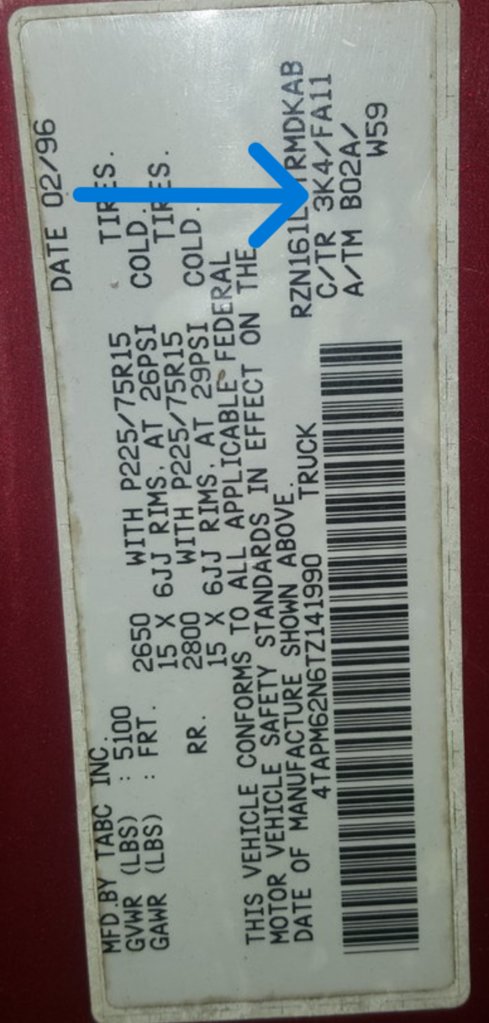 MFD.BY TABC INC. DATE 02/96
GVWR (LBS) : 5100
GAWR (LBS) : FRT. 2650 WITH P225/75R15 TIRES.
15 X 6JJ RIMS. AT 26PSI COLD.
RR. 2800 WITH P225/75R15 TIRES.
15 X 6JJ RIMS. AT 29PSI COLD.
THIS VEHICLE CONFORMS TO ALL APPLICABLE FEDERAL
MOTOR VEHICLE SAFETY STANDARDS IN EFFECT ON THE
DATE OF MANUFACTURE SHOWN ABOVE.
4TAPM62N6TZ141990 TRUCK
C/TR 3K4/FA11
A/TM B02A/
W59